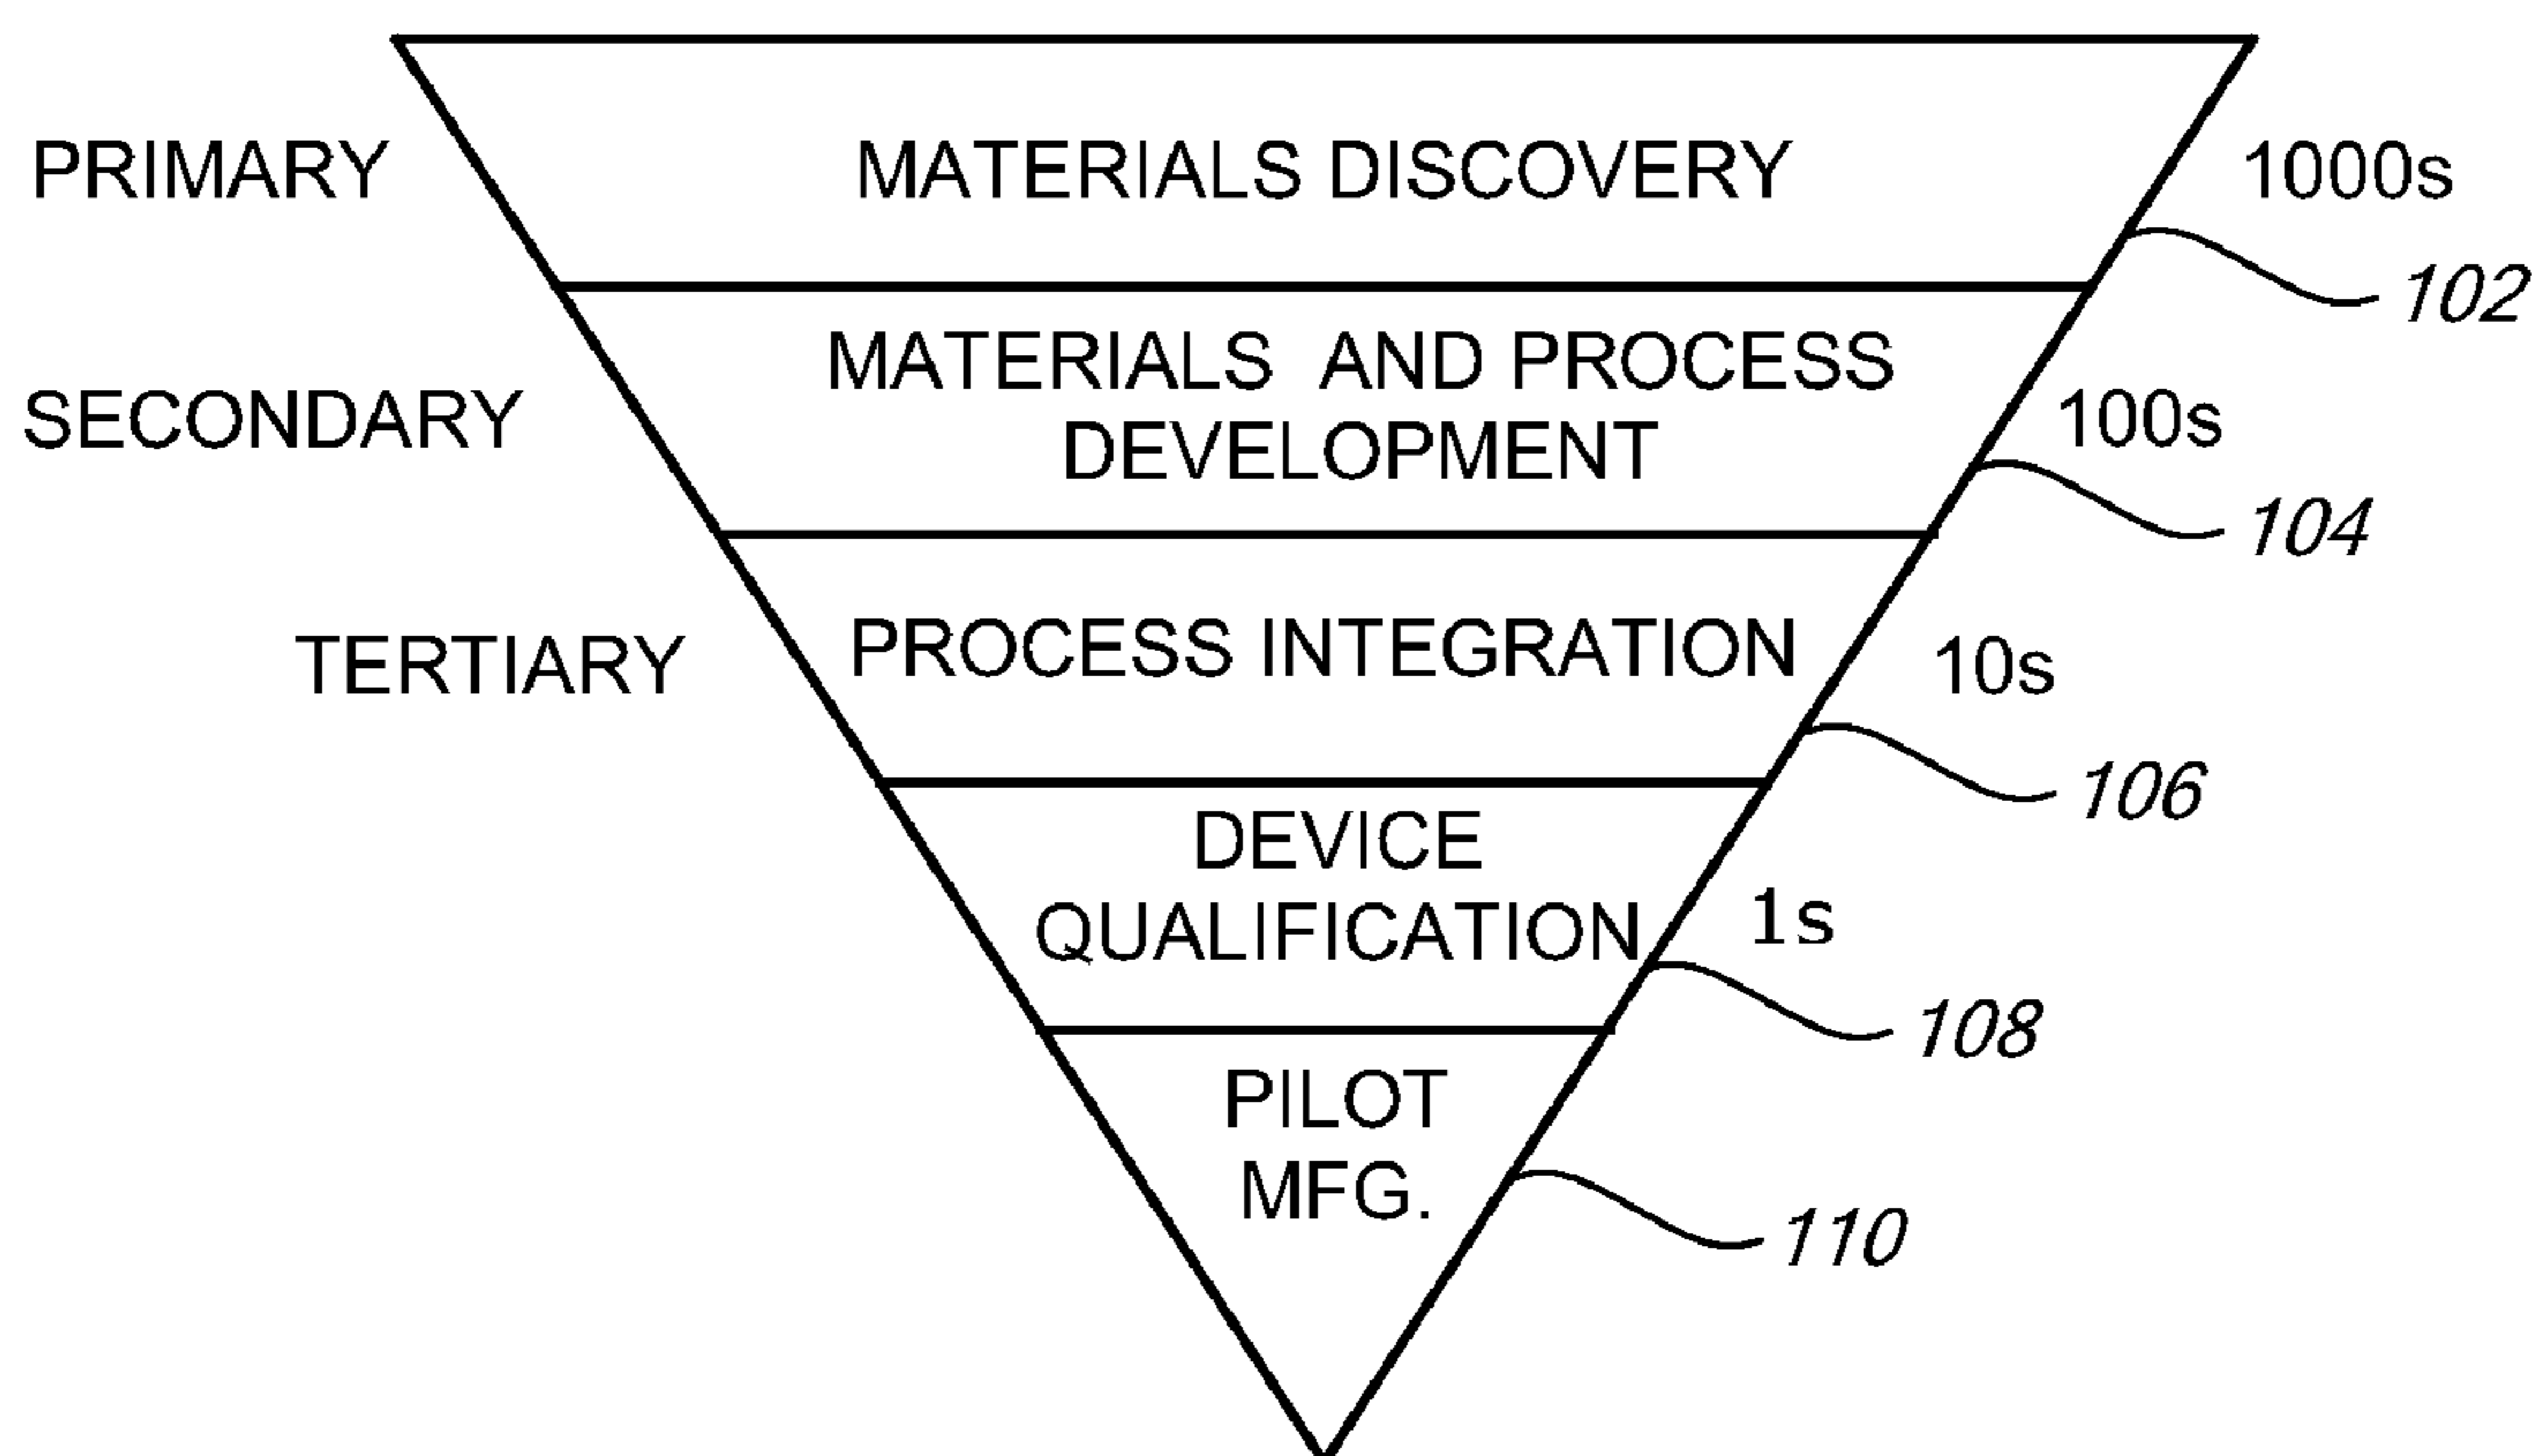 PRIMARY
MATERIALS DISCOVERY
1000s
102
SECONDARY
MATERIALS AND PROCESS
DEVELOPMENT
100s
104
TERTIARY
PROCESS INTEGRATION
10s
106
DEVICE
QUALIFICATION
1s
108
PILOT
MFG.
110